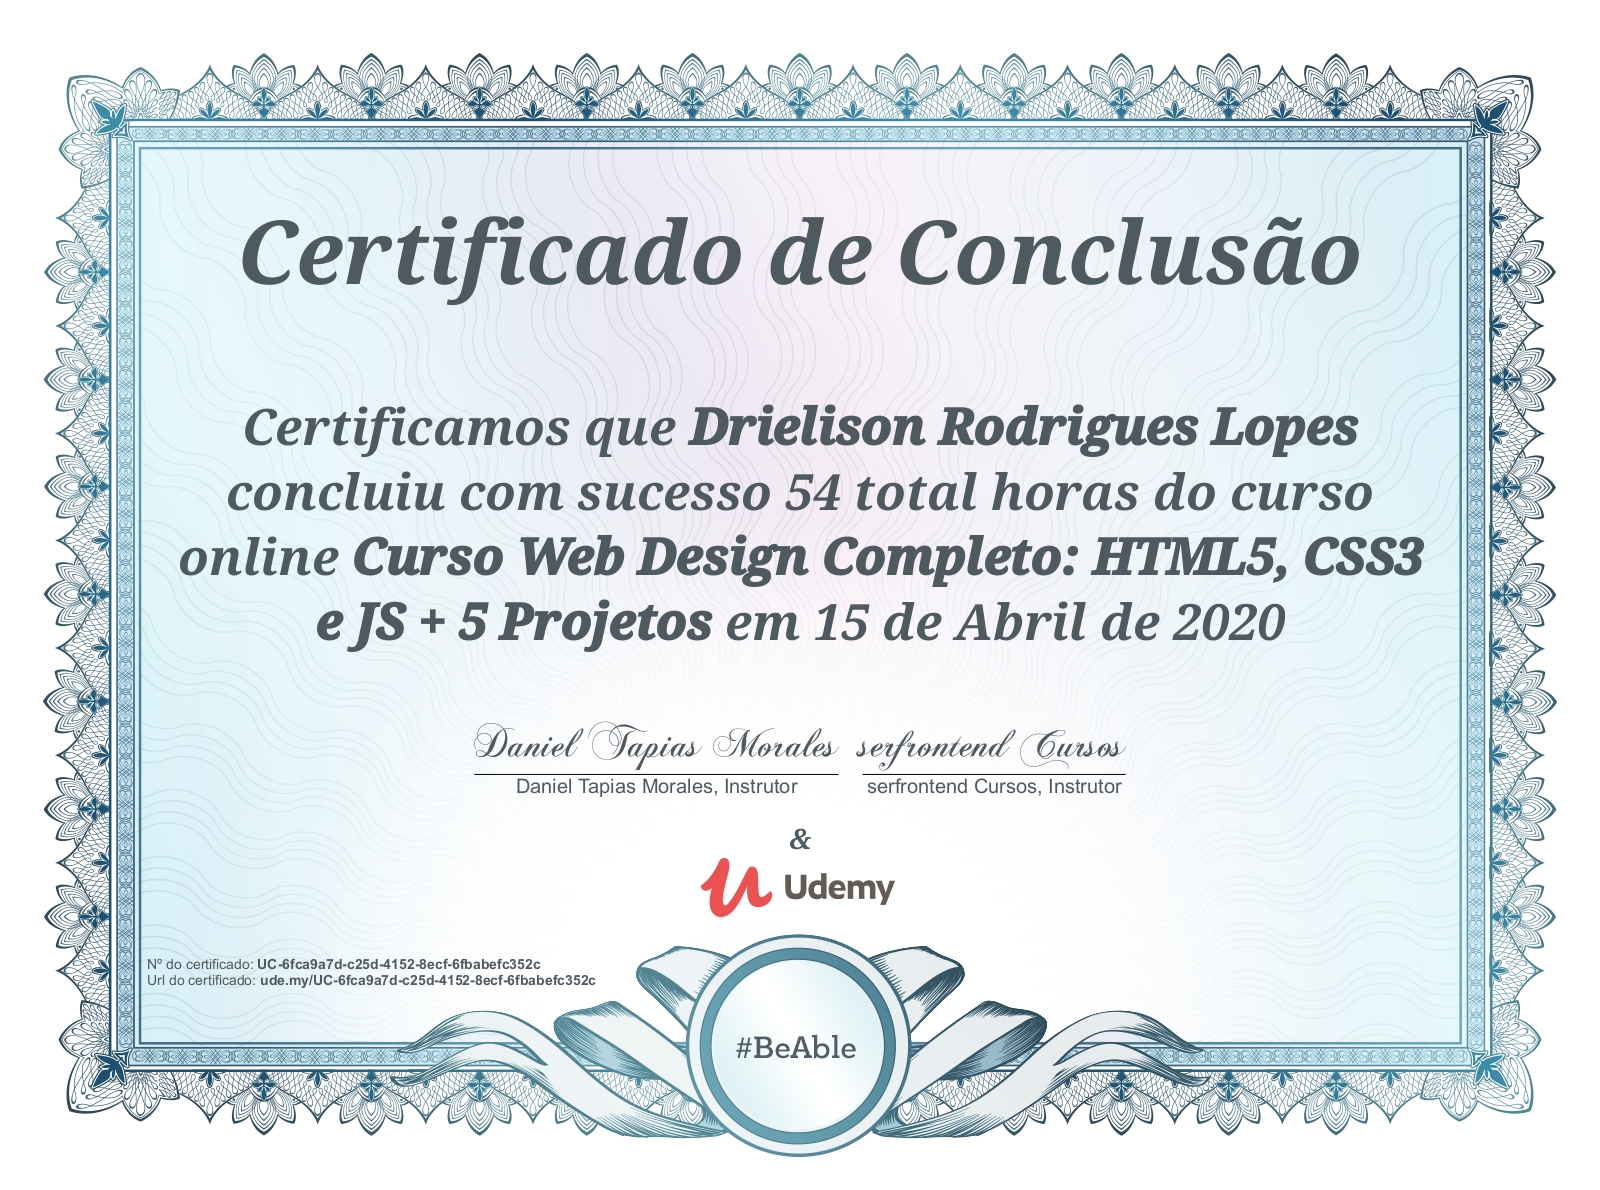 Certificado de Conclusão
Certificamos que Drielison Rodrigues Lopes
concluiu com sucesso 54 total horas do curso
online Curso Web Design Completo: HTML5, CSS3
e JS + 5 Projetos em 15 de Abril de 2020
Daniel Tapias Morales serfrontend Cursos
Daniel Tapias Morales, Instrutor serfrontend Cursos, Instrutor
&
Udemy
Nº do certificado: UC-6fca9a7d-c25d-4152-8ecf-6fbabefc352c
Url do certificado: ude.my/UC-6fca9a7d-c25d-4152-8ecf-6fbabefc352c
#BeAble